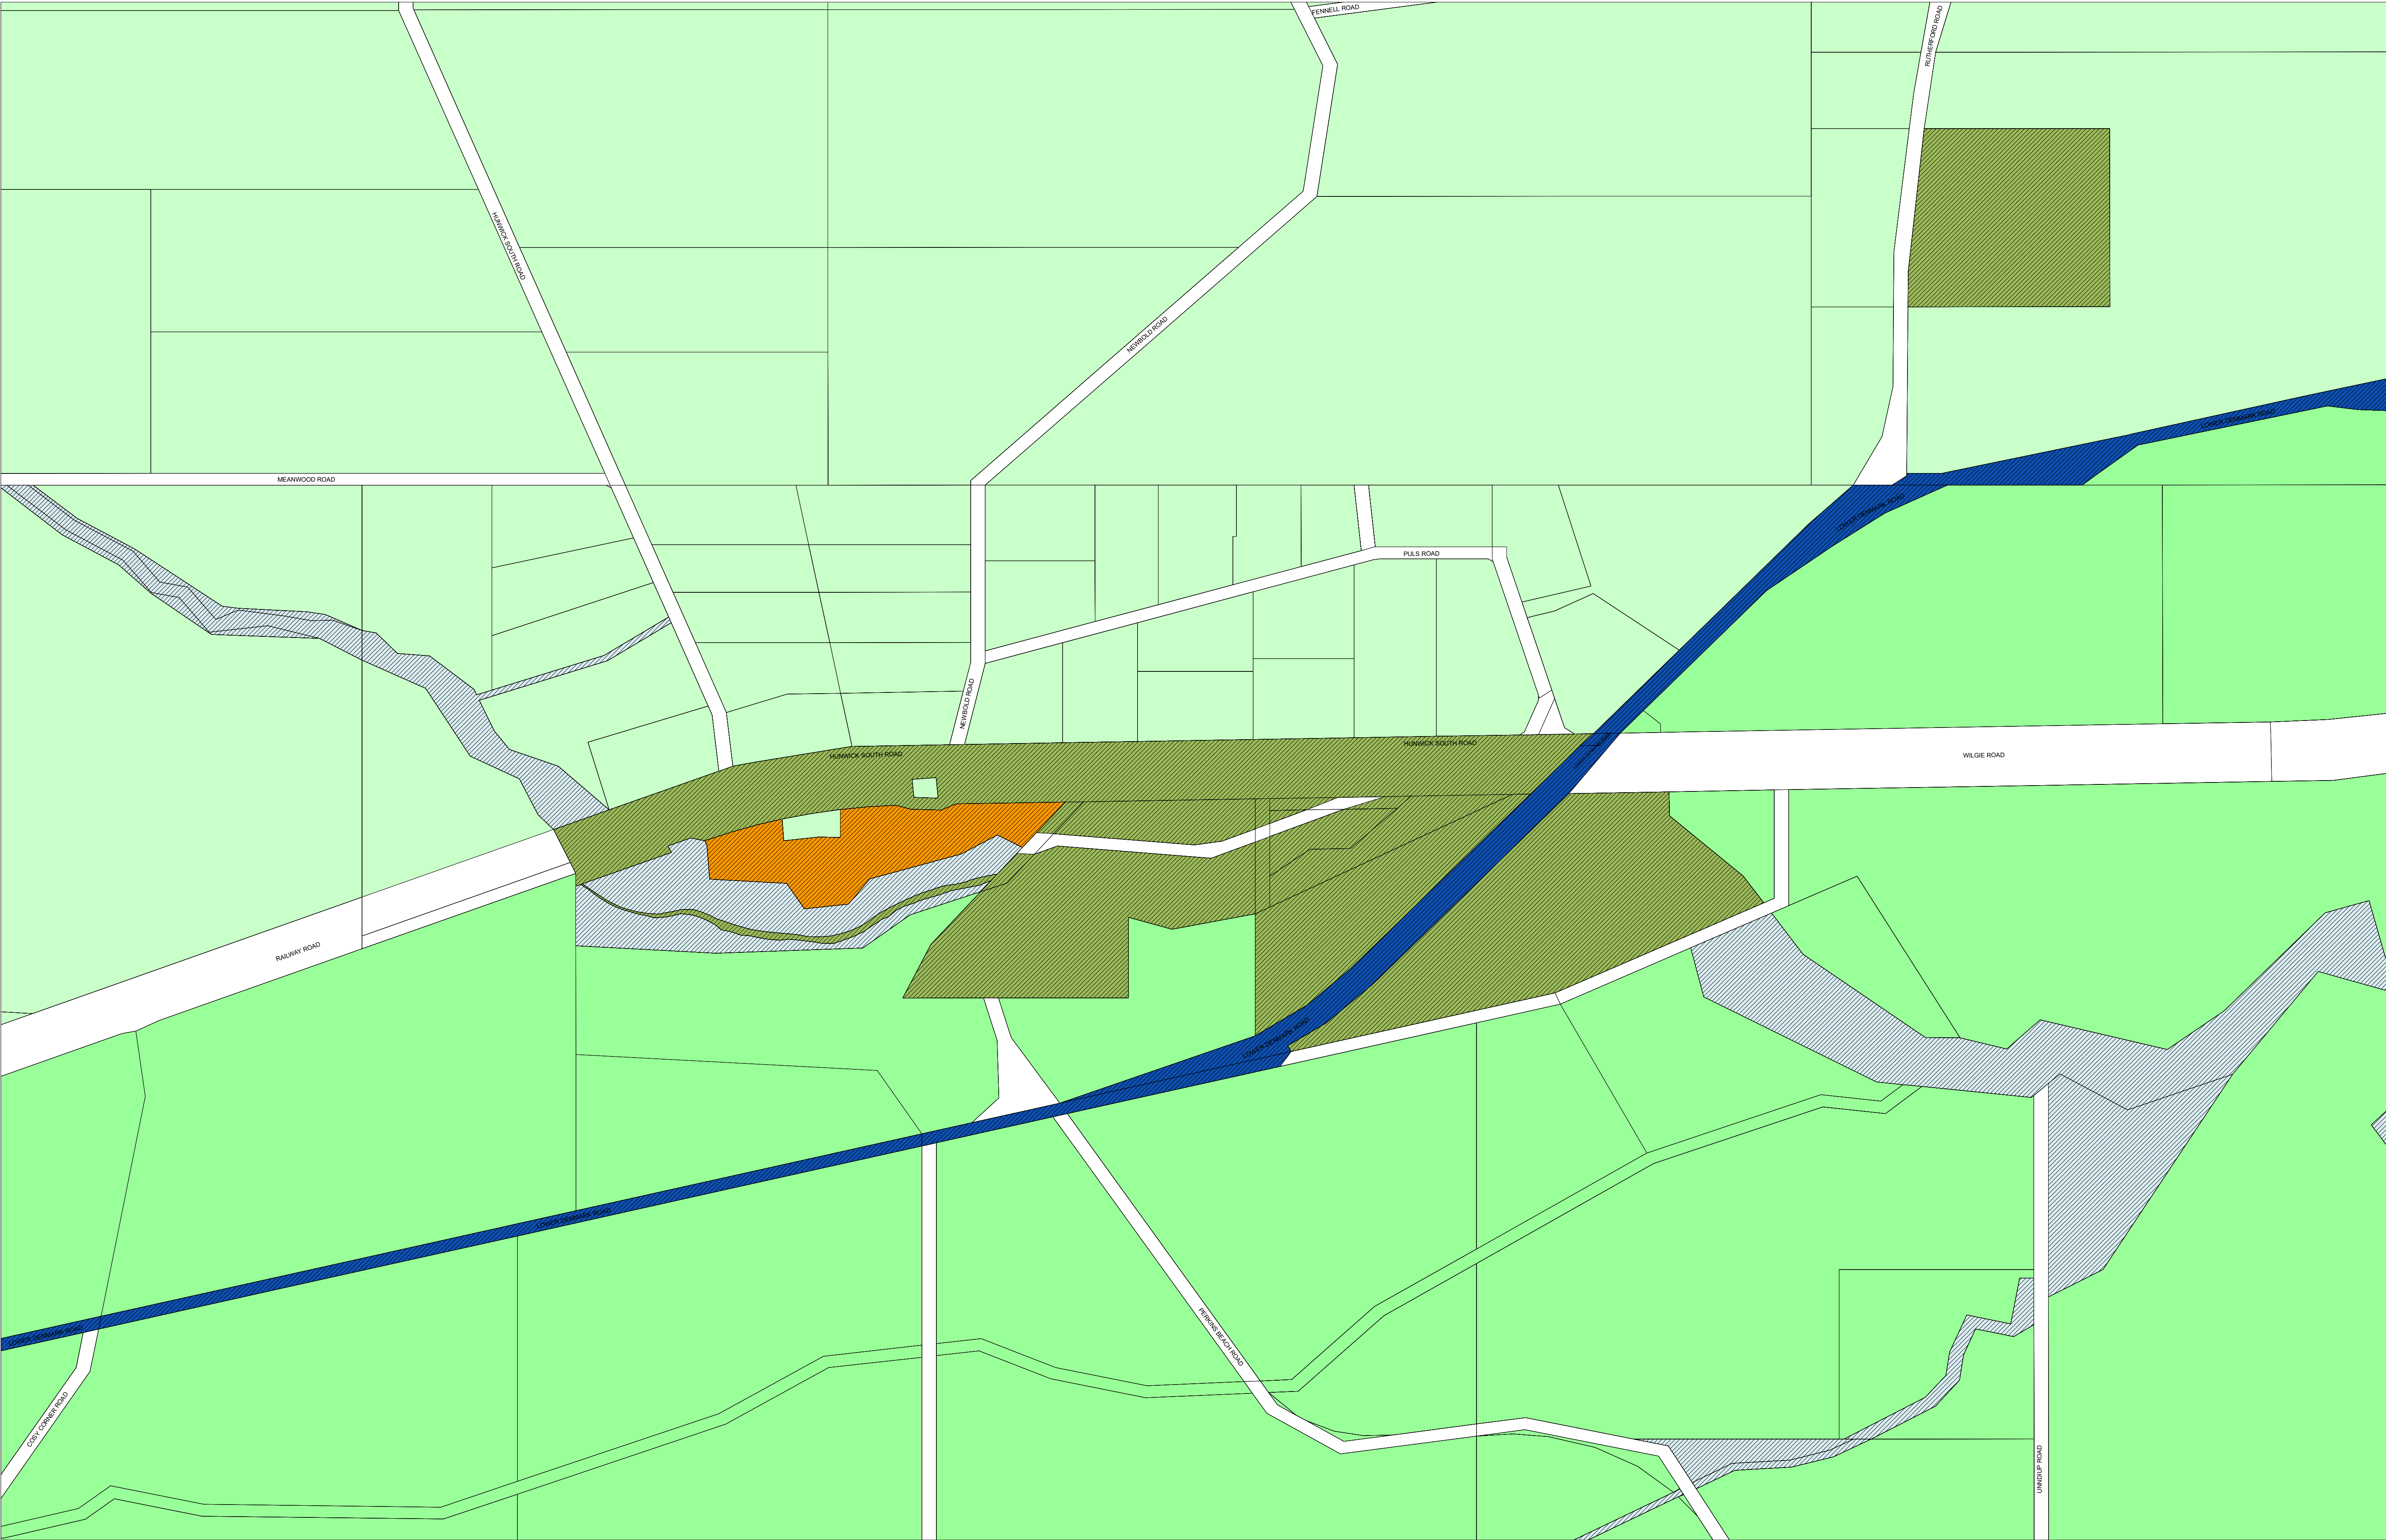 FENNELL ROAD
RUTHERFORD ROAD
HUNWICK SOUTH ROAD
NEWBOLD ROAD
LOWER DENMARK ROAD
MEANWOOD ROAD
LOWER DENMARK ROAD
PULS ROAD
NEWBOLD ROAD
HUNWICK SOUTH ROAD
HUNWICK SOUTH ROAD
WILGIE ROAD
RAILWAY ROAD
LOWER DENMARK ROAD
LOWER DENMARK ROAD
LOWER DENMARK ROAD
PERKINS BEACH ROAD
COSY CORNER ROAD
UNNDIUP ROAD